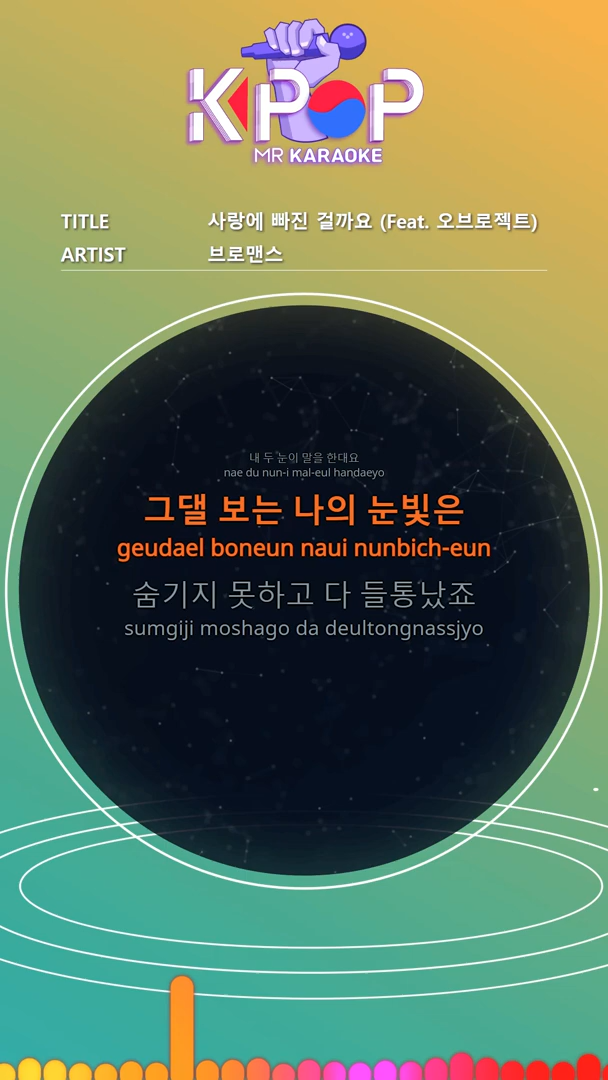 KPOP
MR KARAOKE
TITLE 사랑에 빠진 걸까요 (Feat. 오브로젝트)
ARTIST 브로맨스
내 두 눈이 말을 한대요
nae du nun-i mal-eul handaeyo
그댈 보는 나의 눈빛은
geudael boneun naui nunbich-eun
숨기지 못하고 다 들통났죠
sumgiji moshago da deultongnassjyo